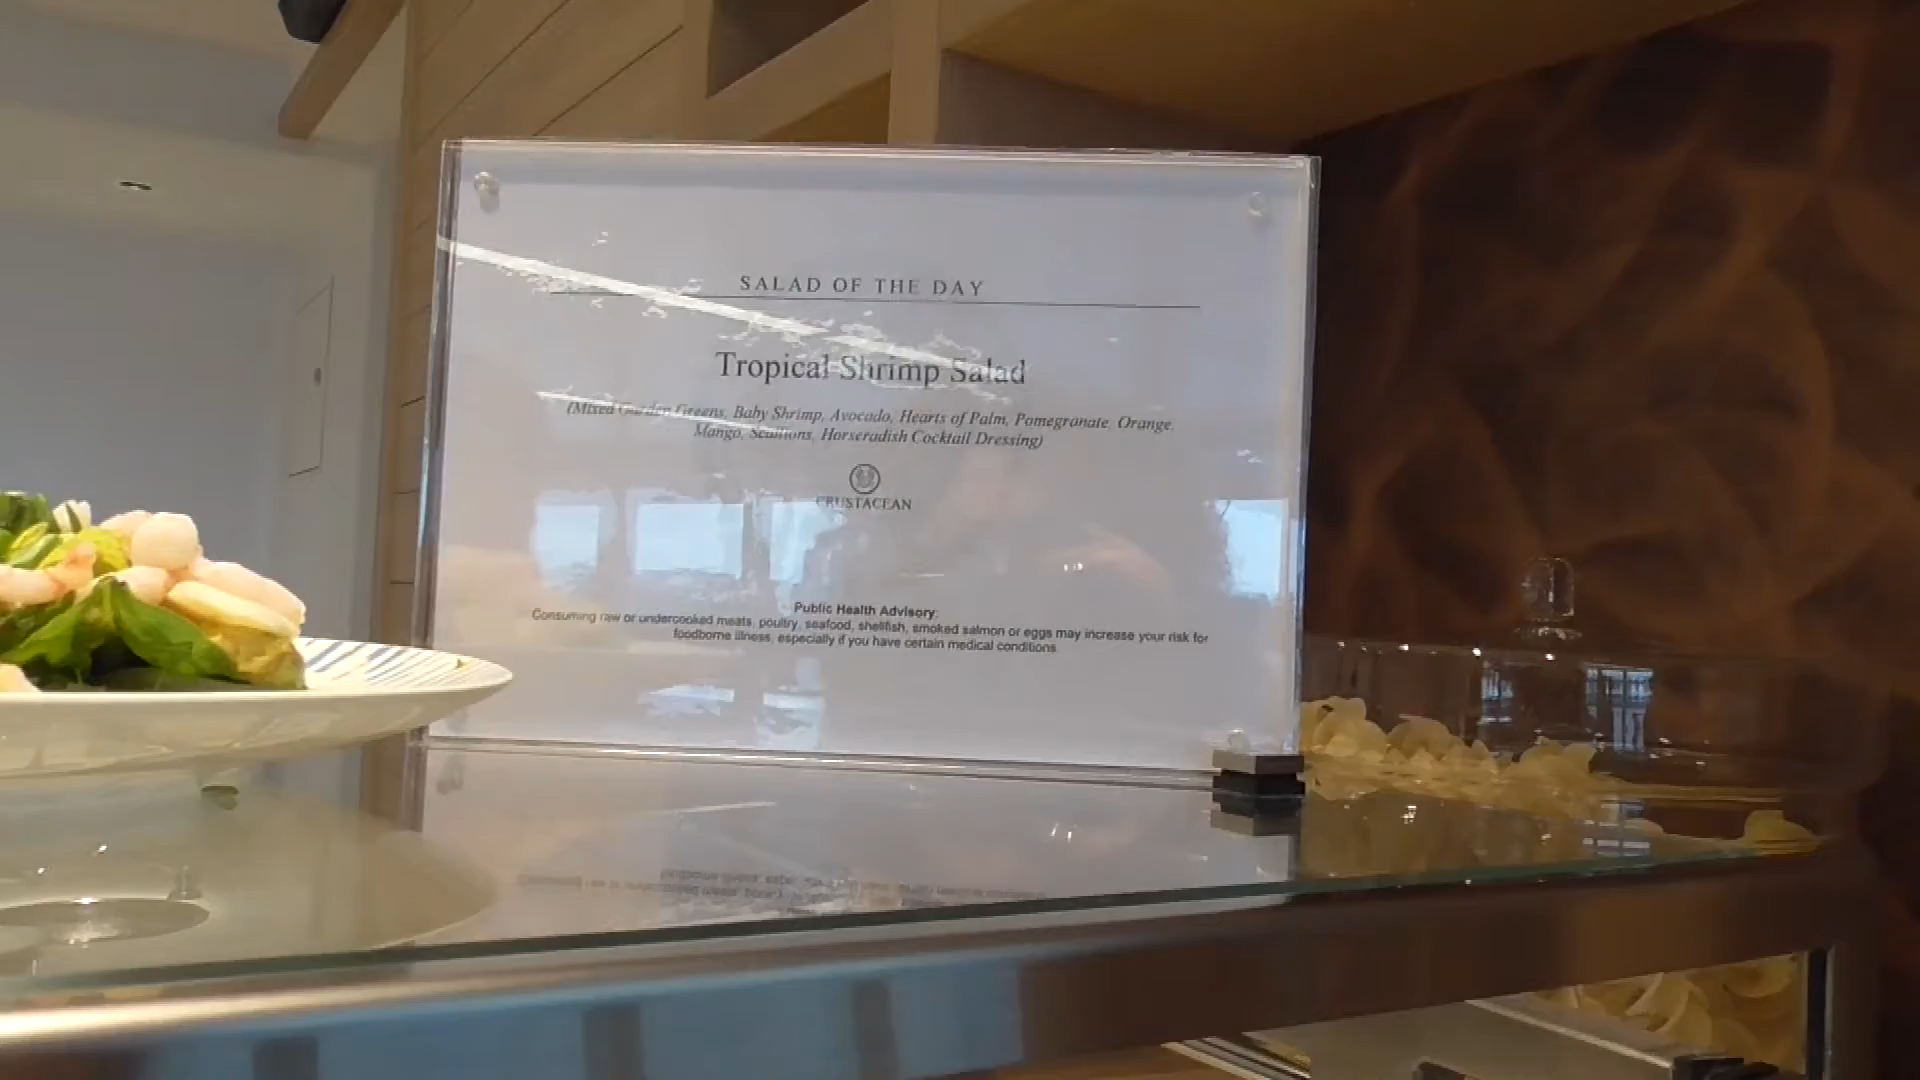 SALAD OF THE DAY
Tropical Shrimp Salad
(Mixed Garden Greens, Baby Shrimp, Avocado, Hearts of Palm, Pomegranate, Orange,
Mango, Scallions, Horseradish Cocktail Dressing)
CRUSTACEAN
Public Health Advisory:
Consuming raw or undercooked meats, poultry, seafood, shellfish, smoked salmon or eggs may increase your risk for
foodborne illness, especially if you have certain medical conditions